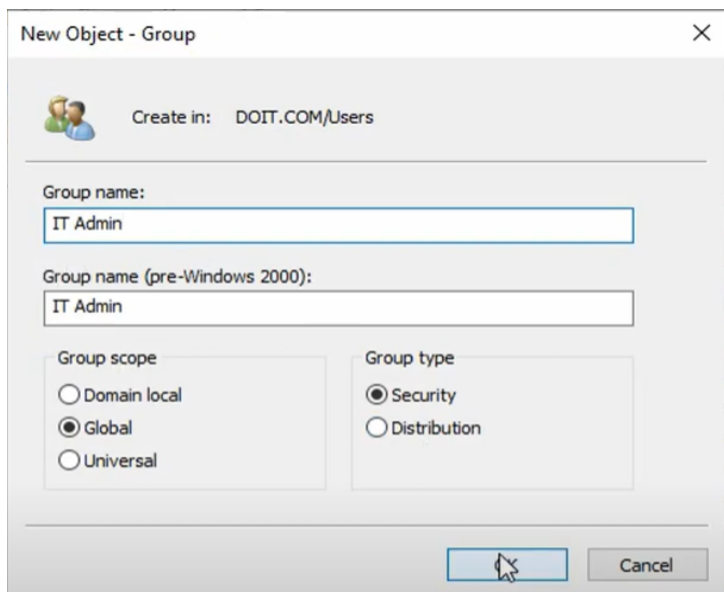 New Object - Group
Create in: DOIT.COM/Users
Group name:
IT Admin
Group name (pre-Windows 2000):
IT Admin
Group scope
Domain local
Global
Universal
Group type
Security
Distribution
Cancel